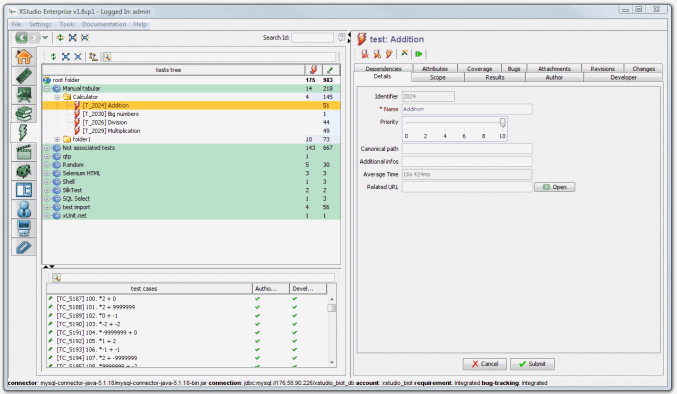 XStudio Enterprise v1.6sp1 - Logged In: admin
File Settings Tools Documentation Help
Search Id:
tests tree
root folder 175 983
Manual tabular 14 218
Calculator 4 145
[T_2024] Addition 51
[T_2030] Big numbers 1
[T_2026] Division 44
[T_2029] Multiplication 49
folder1 10 73
Not associated tests 143 667
qtp 1
Random 5 30
Selenium HTML 3 3
Shell 1 3
SilkTest 2 2
SQL Select 1 3
test import 4 56
xUnit.net 1 1
test cases Autho... Devel...
[TC_5187] 100. *2 + 0
[TC_5188] 101. *2 + 9999999
[TC_5189] 102. *0 + -1
[TC_5190] 103. *-2 + -2
[TC_5191] 104. *-9999999 + 0
[TC_5192] 105. *1 + 2
[TC_5193] 106. *-1 + -1
[TC_5194] 107. *2 + -9999999
[TC_5195] 108. *9999999 + -2
test: Addition
Dependencies Attributes Coverage Bugs Attachments Revisions Changes
Details Scope Results Author Developer
Identifier 2024
* Name Addition
Priority
0 2 4 6 8 10
Canonical path
Additional infos
Average Time 16s 424ms
Related URL Open
Cancel Submit
connector: mysql-connector-java-5.1.18/mysql-connector-java-5.1.18-bin.jar connection: jdbc:mysql://176.58.90.226/xstudio_biot_db account: xstudio_biot requirement: Integrated bug-tracking: Integrated